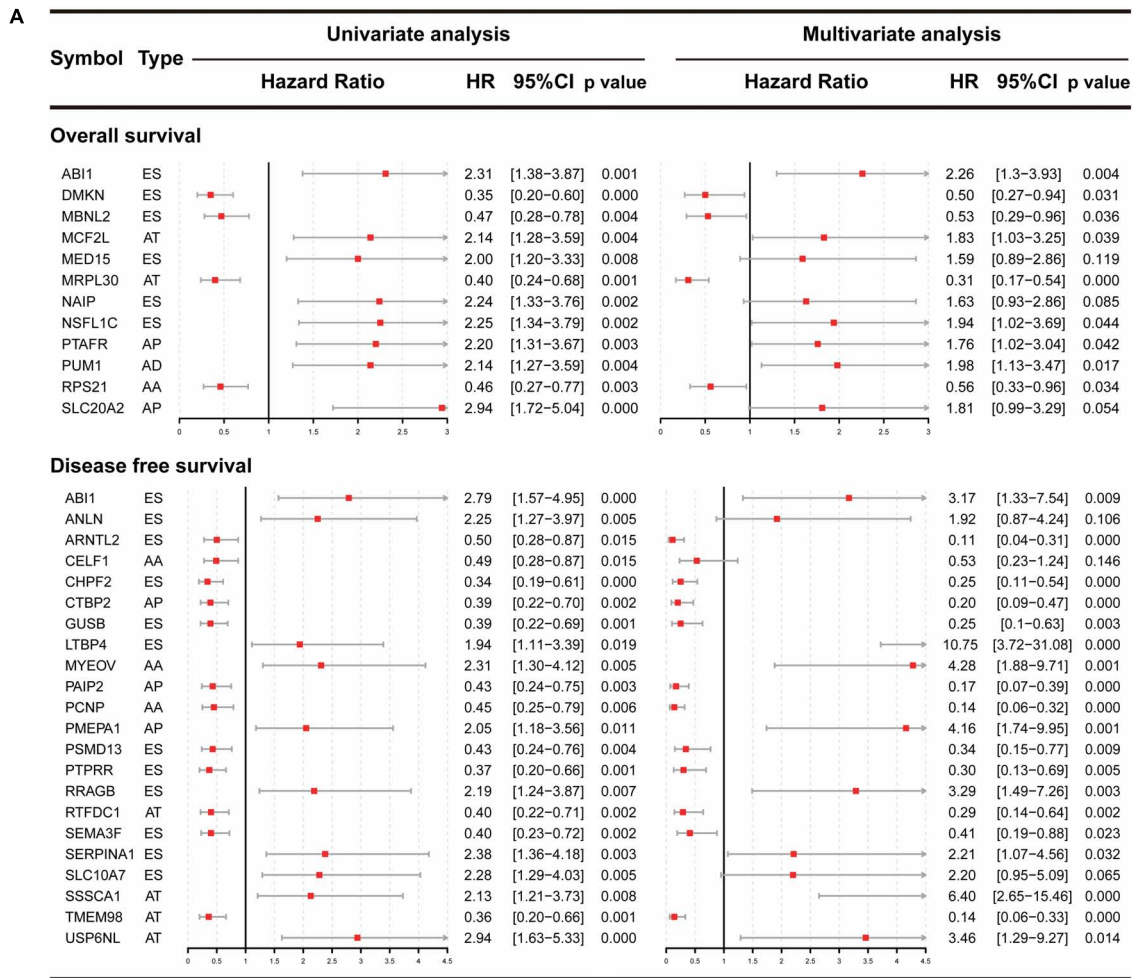 A
Univariate analysis Multivariate analysis
Symbol Type
Hazard Ratio HR 95%CI p value Hazard Ratio HR 95%CI p value
Overall survival
ABI1 ES 2.31 [1.38−3.87] 0.001 2.26 [1.3−3.93] 0.004
DMKN ES 0.35 [0.20−0.60] 0.000 0.50 [0.27−0.94] 0.031
MBNL2 ES 0.47 [0.28−0.78] 0.004 0.53 [0.29−0.96] 0.036
MCF2L AT 2.14 [1.28−3.59] 0.004 1.83 [1.03−3.25] 0.039
MED15 ES 2.00 [1.20−3.33] 0.008 1.59 [0.89−2.86] 0.119
MRPL30 AT 0.40 [0.24−0.68] 0.001 0.31 [0.17−0.54] 0.000
NAIP ES 2.24 [1.33−3.76] 0.002 1.63 [0.93−2.86] 0.085
NSFL1C ES 2.25 [1.34−3.79] 0.002 1.94 [1.02−3.69] 0.044
PTAFR AP 2.20 [1.31−3.67] 0.003 1.76 [1.02−3.04] 0.042
PUM1 AD 2.14 [1.27−3.59] 0.004 1.98 [1.13−3.47] 0.017
RPS21 AA 0.46 [0.27−0.77] 0.003 0.56 [0.33−0.96] 0.034
SLC20A2 AP 2.94 [1.72−5.04] 0.000 1.81 [0.99−3.29] 0.054
0 0.5 1 1.5 2 2.5 3 0 0.5 1 1.5 2 2.5 3
Disease free survival
ABI1 ES 2.79 [1.57−4.95] 0.000 3.17 [1.33−7.54] 0.009
ANLN ES 2.25 [1.27−3.97] 0.005 1.92 [0.87−4.24] 0.106
ARNTL2 ES 0.50 [0.28−0.87] 0.015 0.11 [0.04−0.31] 0.000
CELF1 AA 0.49 [0.28−0.87] 0.015 0.53 [0.23−1.24] 0.146
CHPF2 ES 0.34 [0.19−0.61] 0.000 0.25 [0.11−0.54] 0.000
CTBP2 AP 0.39 [0.22−0.70] 0.002 0.20 [0.09−0.47] 0.000
GUSB ES 0.39 [0.22−0.69] 0.001 0.25 [0.1−0.63] 0.003
LTBP4 ES 1.94 [1.11−3.39] 0.019 10.75 [3.72−31.08] 0.000
MYEOV AA 2.31 [1.30−4.12] 0.005 4.28 [1.88−9.71] 0.001
PAIP2 AP 0.43 [0.24−0.75] 0.003 0.17 [0.07−0.39] 0.000
PCNP AA 0.45 [0.25−0.79] 0.006 0.14 [0.06−0.32] 0.000
PMEPA1 AP 2.05 [1.18−3.56] 0.011 4.16 [1.74−9.95] 0.001
PSMD13 ES 0.43 [0.24−0.76] 0.004 0.34 [0.15−0.77] 0.009
PTPRR ES 0.37 [0.20−0.66] 0.001 0.30 [0.13−0.69] 0.005
RRAGB ES 2.19 [1.24−3.87] 0.007 3.29 [1.49−7.26] 0.003
RTFDC1 AT 0.40 [0.22−0.71] 0.002 0.29 [0.14−0.64] 0.002
SEMA3F ES 0.40 [0.23−0.72] 0.002 0.41 [0.19−0.88] 0.023
SERPINA1 ES 2.38 [1.36−4.18] 0.003 2.21 [1.07−4.56] 0.032
SLC10A7 ES 2.28 [1.29−4.03] 0.005 2.20 [0.95−5.09] 0.065
SSSCA1 AT 2.13 [1.21−3.73] 0.008 6.40 [2.65−15.46] 0.000
TMEM98 AT 0.36 [0.20−0.66] 0.001 0.14 [0.06−0.33] 0.000
USP6NL AT 2.94 [1.63−5.33] 0.000 3.46 [1.29−9.27] 0.014
0 0.5 1 1.5 2 2.5 3 3.5 4 4.5 0 0.5 1 1.5 2 2.5 3 3.5 4 4.5